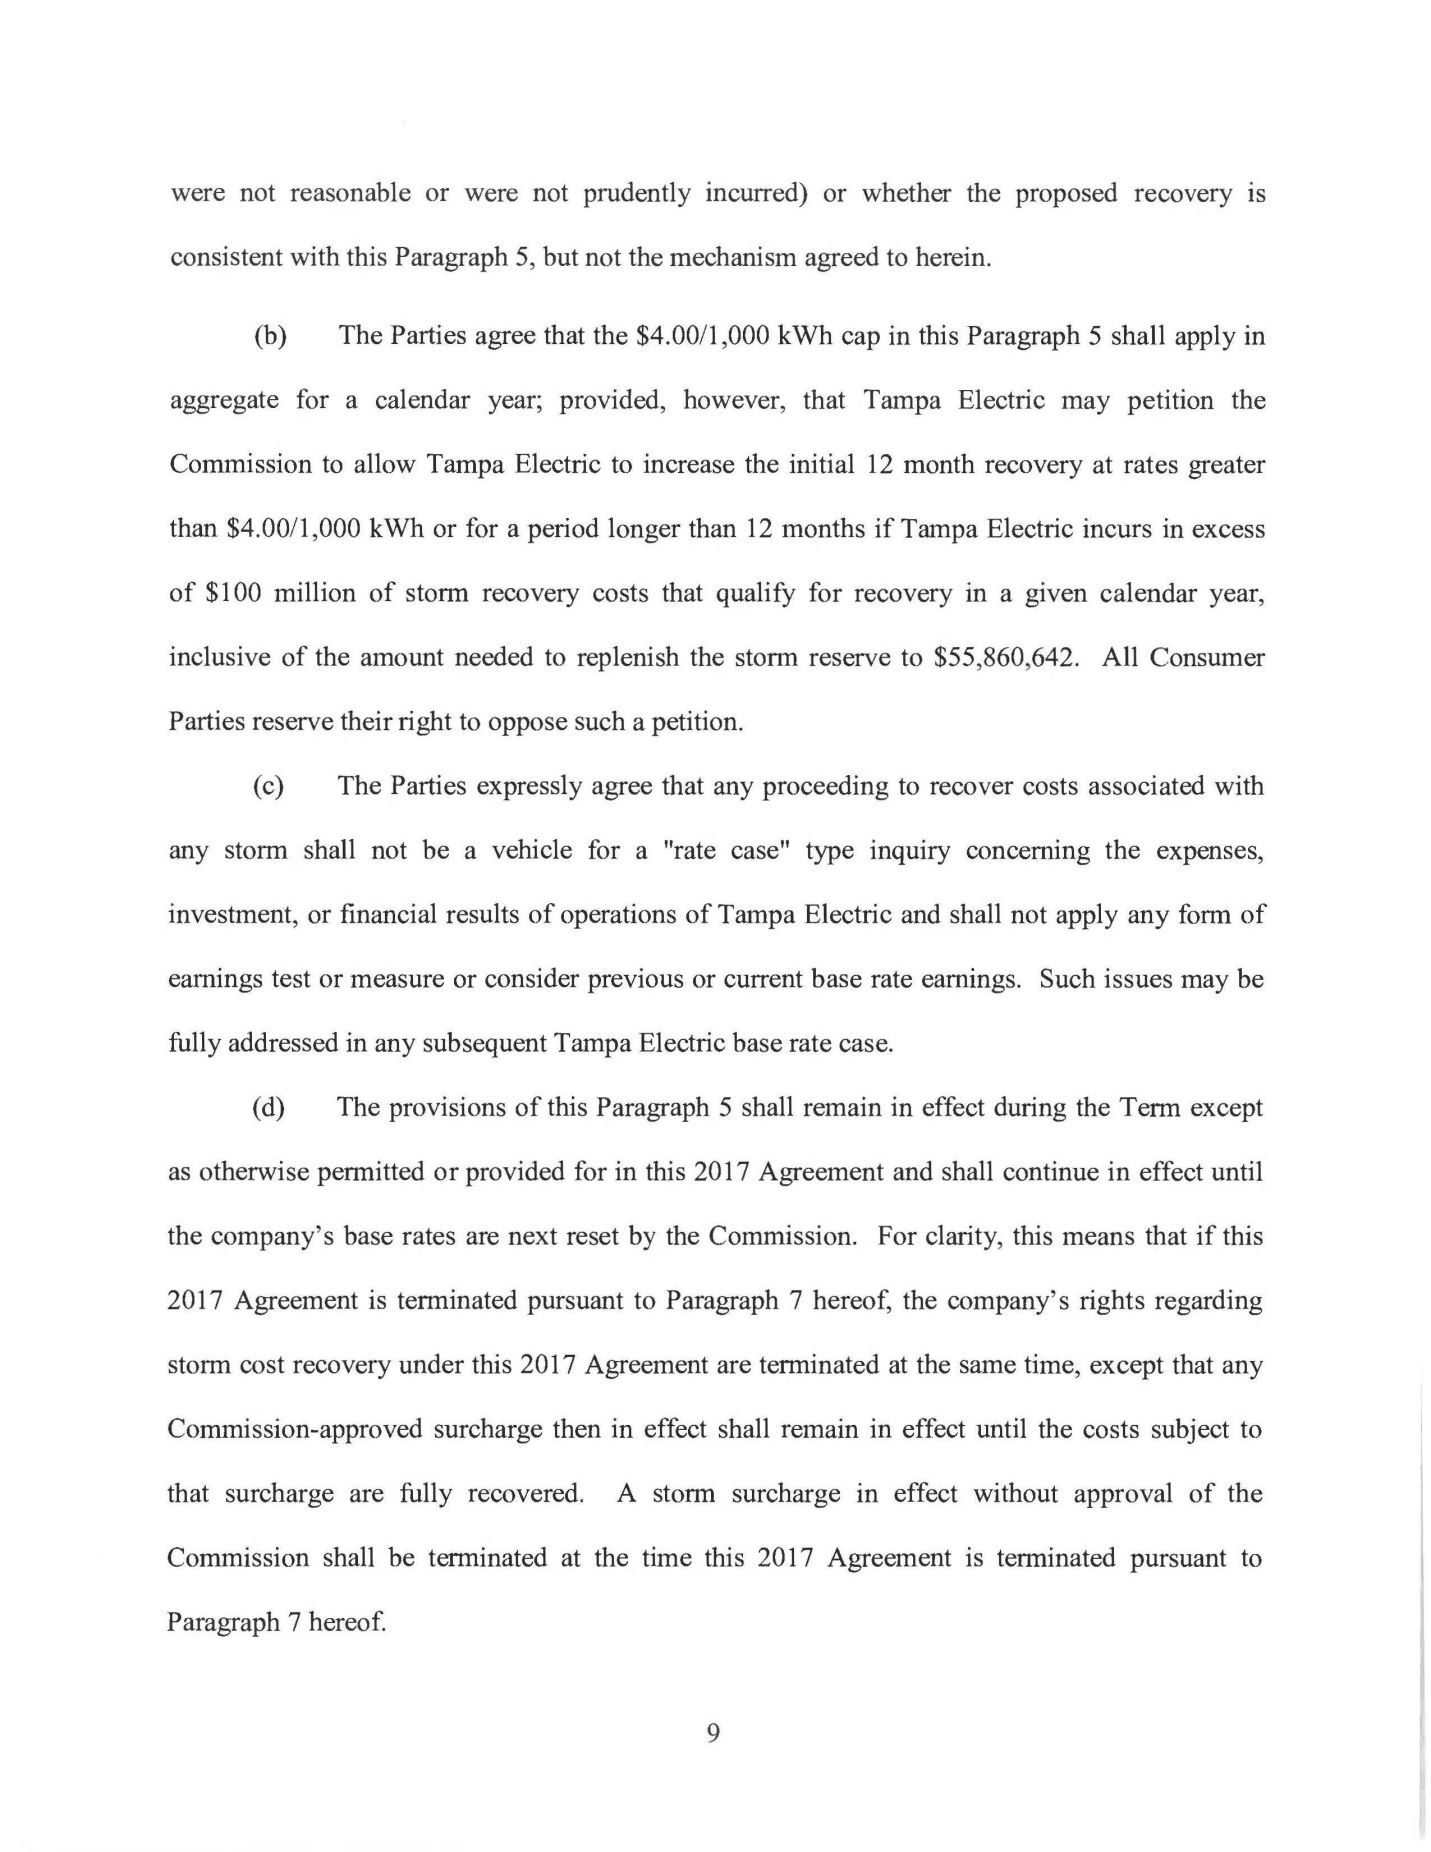 were not reasonable or were not prudently incurred) or whether the proposed recovery is
consistent with this Paragraph 5, but not the mechanism agreed to herein.
(b) The Parties agree that the $4.00/1,000 kWh cap in this Paragraph 5 shall apply in
aggregate for a calendar year; provided, however, that Tampa Electric may petition the
Commission to allow Tampa Electric to increase the initial 12 month recovery at rates greater
than $4.00/1,000 kWh or for a period longer than 12 months if Tampa Electric incurs in excess
of $100 million of storm recovery costs that qualify for recovery in a given calendar year,
inclusive of the amount needed to replenish the storm reserve to $55,860,642. All Consumer
Parties reserve their right to oppose such a petition.
(c) The Parties expressly agree that any proceeding to recover costs associated with
any storm shall not be a vehicle for a "rate case" type inquiry concerning the expenses,
investment, or financial results of operations of Tampa Electric and shall not apply any form of
earnings test or measure or consider previous or current base rate earnings. Such issues may be
fully addressed in any subsequent Tampa Electric base rate case.
(d) The provisions of this Paragraph 5 shall remain in effect during the Term except
as otherwise permitted or provided for in this 2017 Agreement and shall continue in effect until
the company’s base rates are next reset by the Commission. For clarity, this means that if this
2017 Agreement is terminated pursuant to Paragraph 7 hereof, the company’s rights regarding
storm cost recovery under this 2017 Agreement are terminated at the same time, except that any
Commission-approved surcharge then in effect shall remain in effect until the costs subject to
that surcharge are fully recovered. A storm surcharge in effect without approval of the
Commission shall be terminated at the time this 2017 Agreement is terminated pursuant to
Paragraph 7 hereof.
9